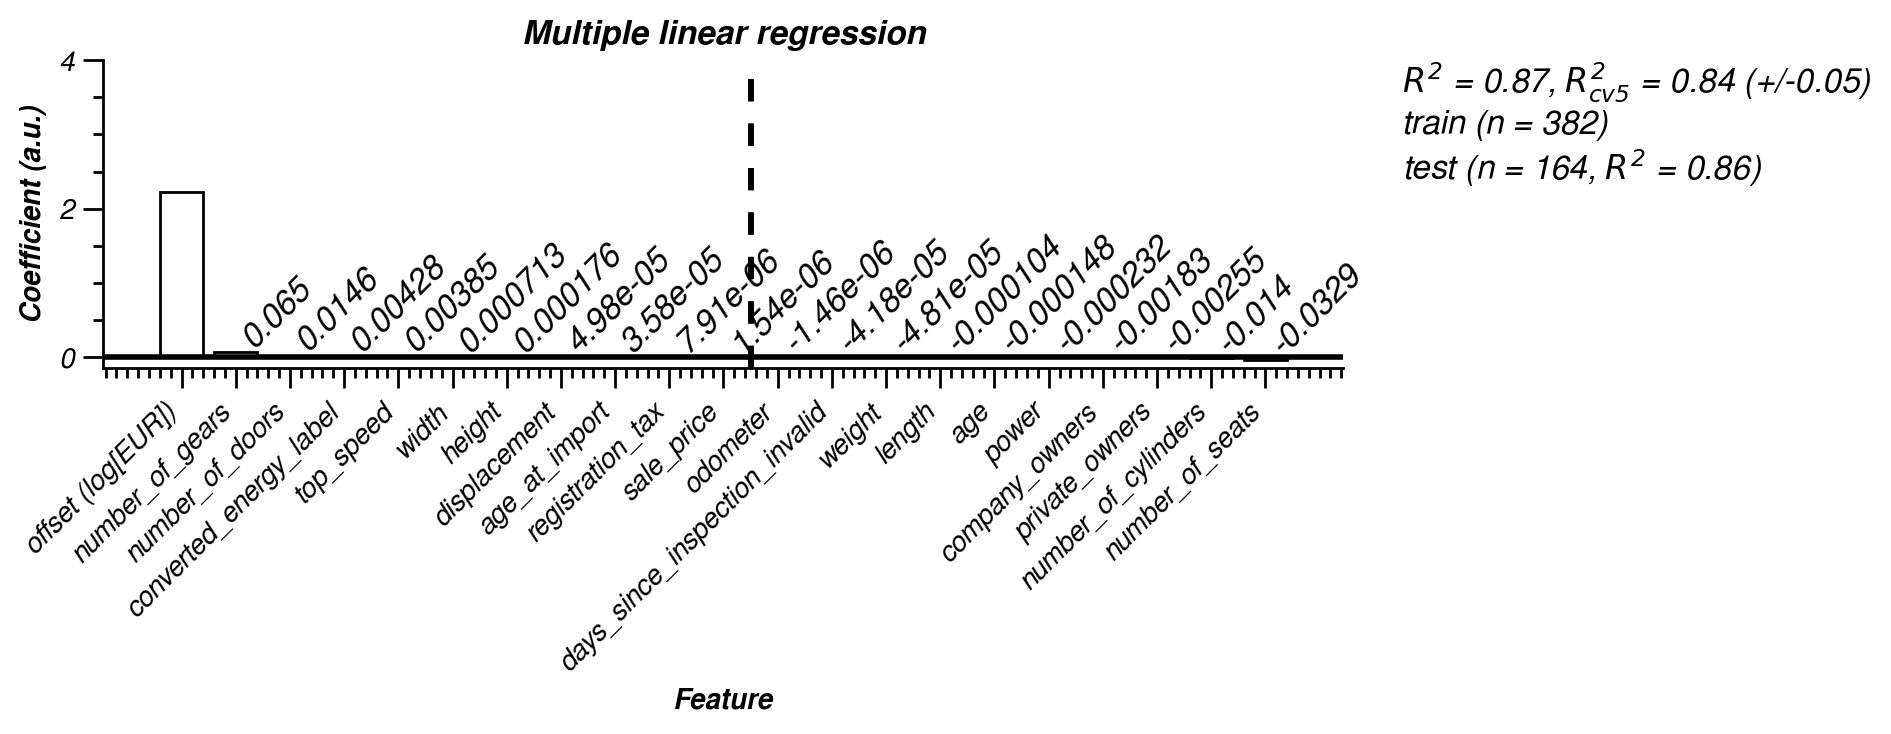 Multiple linear regression
R² = 0.87, R²cv5 = 0.84 (+/-0.05)
train (n = 382)
test (n = 164, R² = 0.86)
Coefficient (a.u.)
4
2
0
0.065
0.0146
0.00428
0.00385
0.000713
0.000176
4.98e-05
3.58e-05
7.91e-06
1.54e-06
-1.46e-06
-4.18e-05
-4.81e-05
-0.000104
-0.000148
-0.000232
-0.00183
-0.00255
-0.014
-0.0329
offset (log[EUR])
number_of_gears
number_of_doors
converted_energy_label
top_speed
width
height
displacement
age_at_import
registration_tax
sale_price
odometer
days_since_inspection_invalid
weight
length
age
power
company_owners
private_owners
number_of_cylinders
number_of_seats
Feature